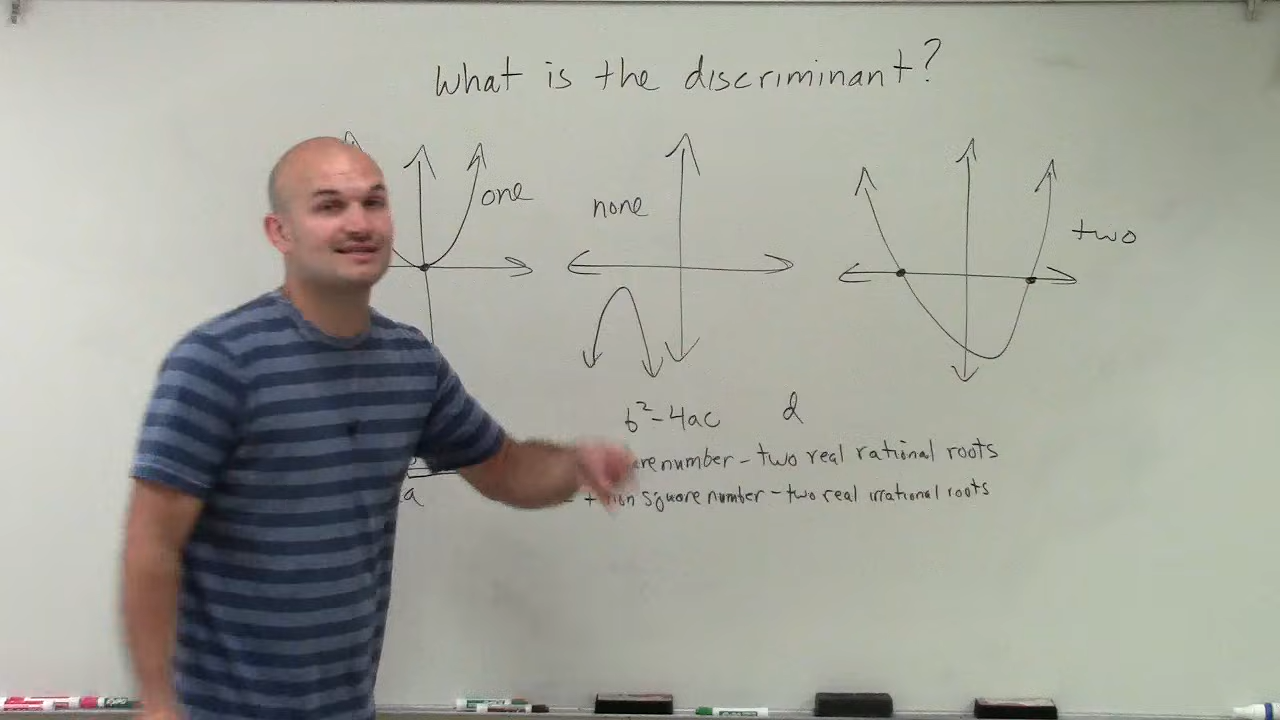 What is the discriminant?
one
none
two
b²-4ac d
number - two real rational roots
+ non square number - two real irrational roots
a